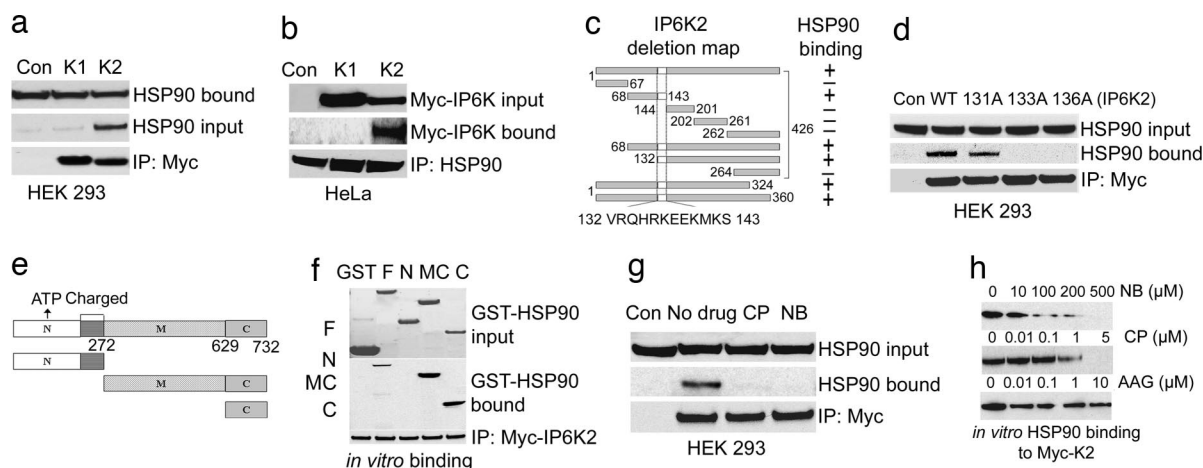 a
Con K1 K2
HSP90 bound
HSP90 input
IP: Myc
HEK 293
b
Con K1 K2
Myc-IP6K input
Myc-IP6K bound
IP: HSP90
HeLa
c
IP6K2
deletion map
HSP90
binding
1 +
67 −
68 143 +
144 201 −
202 261 −
262 −
426
68 +
132 +
264 −
1 324 +
1 360 +
132 VRQHRKEEKMKS 143
d
Con WT 131A 133A 136A (IP6K2)
HSP90 input
HSP90 bound
IP: Myc
HEK 293
e
ATP Charged
N M C
272 629 732
N
M C
C
f
GST F N MC C
F
N
MC
C
GST-HSP90
input
GST-HSP90
bound
IP: Myc-IP6K2
in vitro binding
g
Con No drug CP NB
HSP90 input
HSP90 bound
IP: Myc
HEK 293
h
0 10 100 200 500 NB (µM)
0 0.01 0.1 1 5 CP (µM)
0 0.01 0.1 1 10 AAG (µM)
in vitro HSP90 binding
to Myc-K2